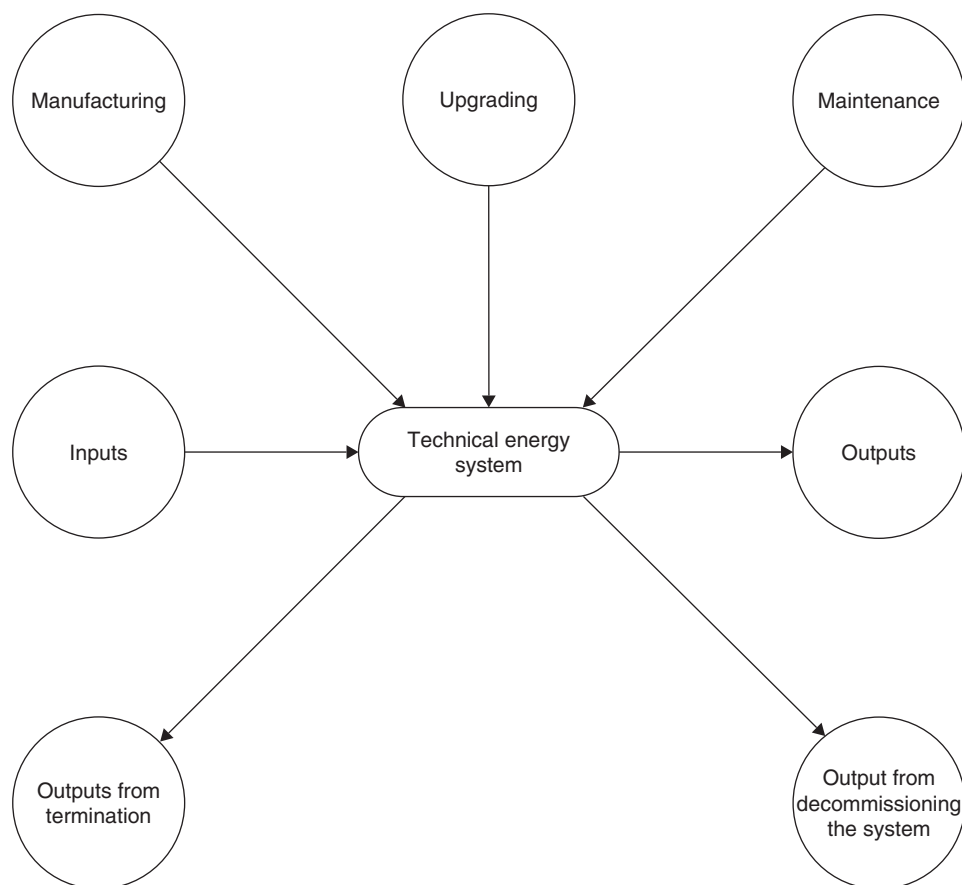 Manufacturing
Upgrading
Maintenance
Inputs
Technical energy
system
Outputs
Outputs from
termination
Output from
decommissioning
the system